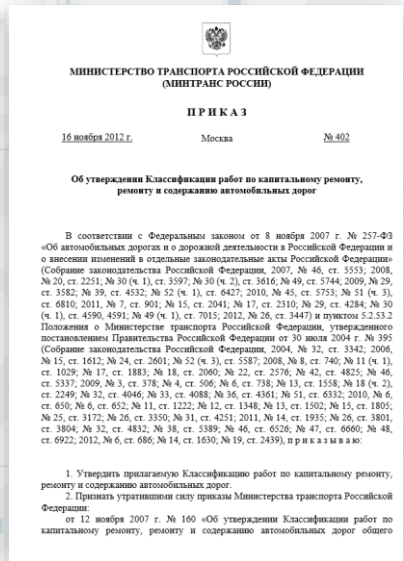 МИНИСТЕРСТВО ТРАНСПОРТА РОССИЙСКОЙ ФЕДЕРАЦИИ
(МИНТРАНС РОССИИ)
П Р И К А З
16 ноября 2012 г. Москва № 402
Об утверждении Классификации работ по капитальному ремонту,
ремонту и содержанию автомобильных дорог
В соответствии с Федеральным законом от 8 ноября 2007 г. № 257-ФЗ
«Об автомобильных дорогах и о дорожной деятельности в Российской Федерации и
о внесении изменений в отдельные законодательные акты Российской Федерации»
(Собрание законодательства Российской Федерации, 2007, № 46, ст. 5553; 2008,
№ 20, ст. 2251; № 30 (ч. 1), ст. 3597; № 30 (ч. 2), ст. 3616; № 49, ст. 5744; 2009, № 29,
ст. 3582; № 39, ст. 4532; № 52 (ч. 1), ст. 6427; 2010, № 45, ст. 5753; № 51 (ч. 3),
ст. 6810; 2011, № 7, ст. 901; № 15, ст. 2041; № 17, ст. 2310; № 29, ст. 4284; № 30
(ч. 1), ст. 4590, 4591; № 49 (ч. 1), ст. 7015; 2012, № 26, ст. 3447) и пунктом 5.2.53.2
Положения о Министерстве транспорта Российской Федерации, утвержденного
постановлением Правительства Российской Федерации от 30 июля 2004 г. № 395
(Собрание законодательства Российской Федерации, 2004, № 32, ст. 3342; 2006,
№ 15, ст. 1612; № 24, ст. 2601; № 52 (ч. 3), ст. 5587; 2008, № 8, ст. 740; № 11 (ч. 1),
ст. 1029; № 17, ст. 1883; № 18, ст. 2060; № 22, ст. 2576; № 42, ст. 4825; № 46,
ст. 5337; 2009, № 3, ст. 378; № 4, ст. 506; № 6, ст. 738; № 13, ст. 1558; № 18 (ч. 2),
ст. 2249; № 32, ст. 4046; № 33, ст. 4088; № 36, ст. 4361; № 51, ст. 6332; 2010, № 6,
ст. 650; № 6, ст. 652; № 11, ст. 1222; № 12, ст. 1348; № 13, ст. 1502; № 15, ст. 1805;
№ 25, ст. 3172; № 26, ст. 3350; № 31, ст. 4251; 2011, № 14, ст. 1935; № 26, ст. 3801,
ст. 3804; № 32, ст. 4832; № 38, ст. 5389; № 46, ст. 6526; № 47, ст. 6660; № 48,
ст. 6922; 2012, № 6, ст. 686; № 14, ст. 1630; № 19, ст. 2439), п р и к а з ы в а ю:
1. Утвердить прилагаемую Классификацию работ по капитальному ремонту,
ремонту и содержанию автомобильных дорог.
2. Признать утратившими силу приказы Министерства транспорта Российской
Федерации:
от 12 ноября 2007 г. № 160 «Об утверждении Классификации работ по
капитальному ремонту, ремонту и содержанию автомобильных дорог общего